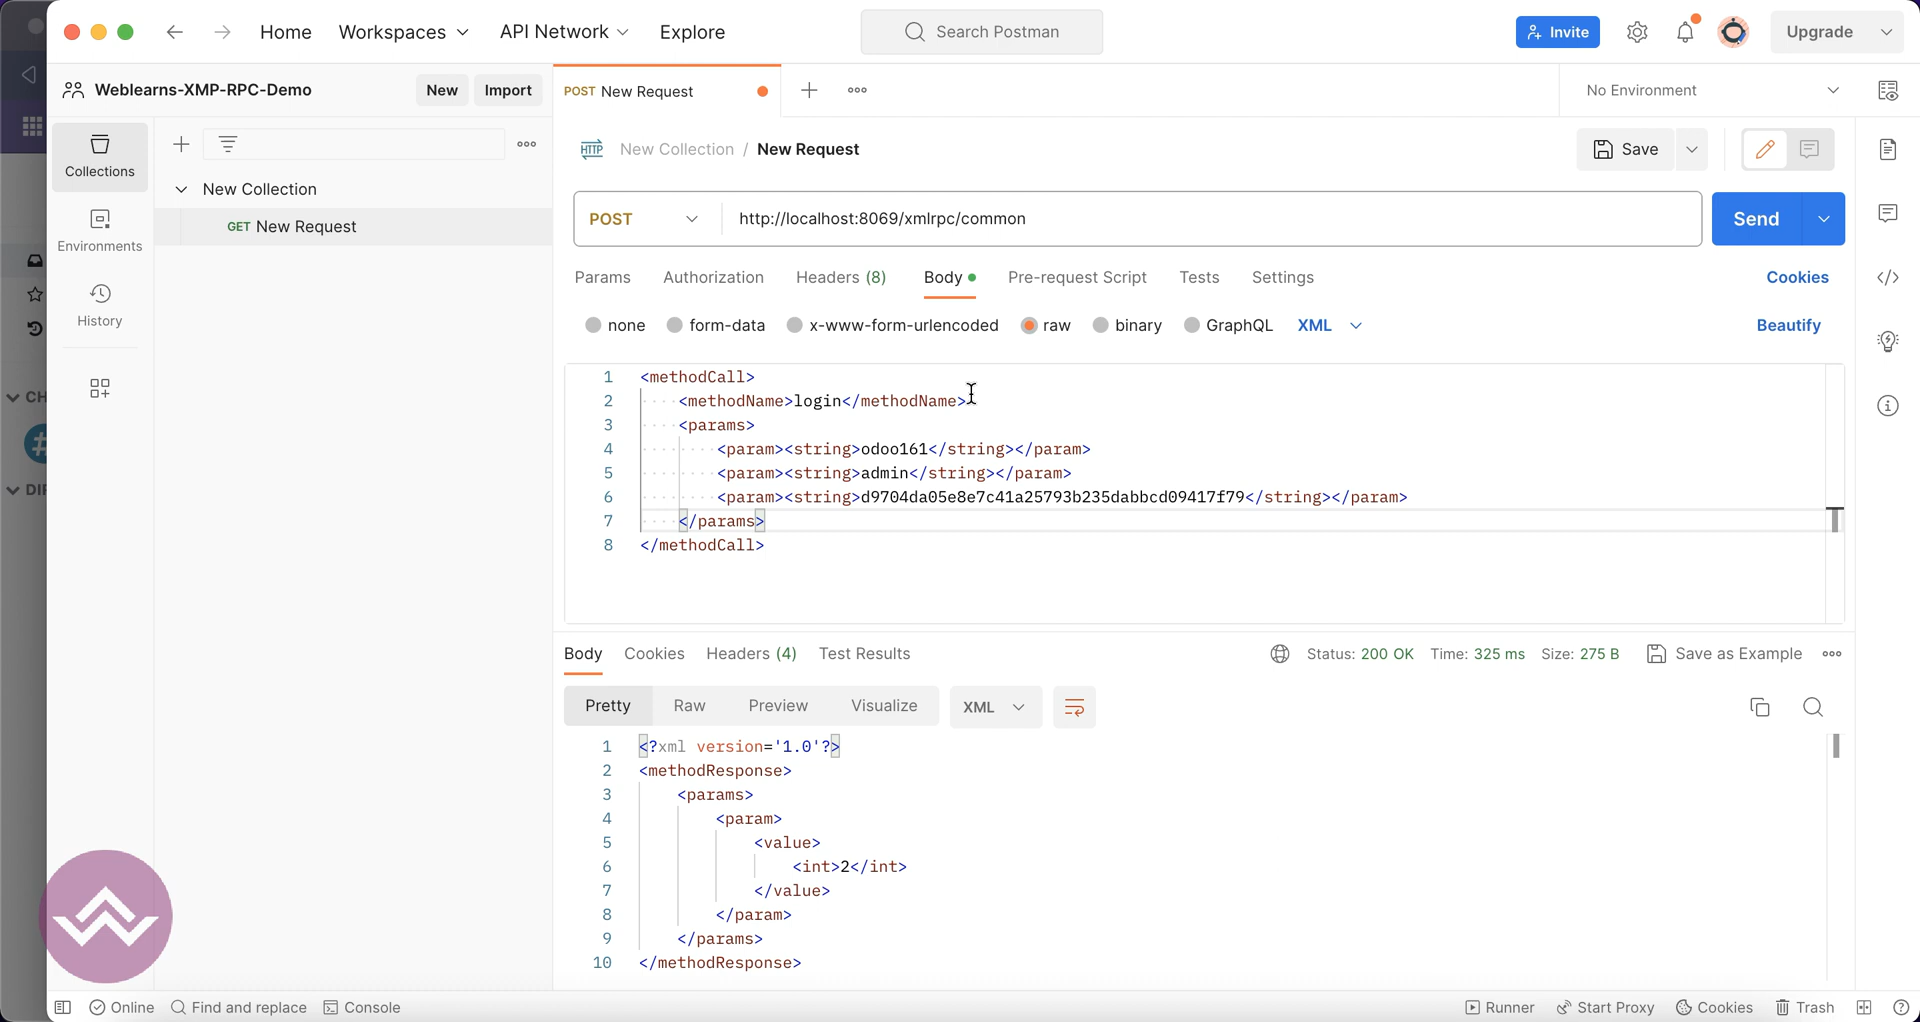 Home
Workspaces
API Network
Explore
Search Postman
Invite
Upgrade
Weblearns-XMP-RPC-Demo
New
Import
POST New Request
No Environment
Collections
Environments
History
New Collection
GET New Request
HTTP New Collection / New Request
Save
POST
http://localhost:8069/xmlrpc/common
Send
Params
Authorization
Headers (8)
Body
Pre-request Script
Tests
Settings
Cookies
none
form-data
x-www-form-urlencoded
raw
binary
GraphQL
XML
Beautify
1 <methodCall>
2 <methodName>login</methodName>
3 <params>
4 <param><string>odoo161</string></param>
5 <param><string>admin</string></param>
6 <param><string>d9704da05e8e7c41a25793b235dabbcd09417f79</string></param>
7 </params>
8 </methodCall>
CH
DIF
Body
Cookies
Headers (4)
Test Results
Status: 200 OK
Time: 325 ms
Size: 275 B
Save as Example
Pretty
Raw
Preview
Visualize
XML
1 <?xml version='1.0'?>
2 <methodResponse>
3 <params>
4 <param>
5 <value>
6 <int>2</int>
7 </value>
8 </param>
9 </params>
10 </methodResponse>
Online
Find and replace
Console
Runner
Start Proxy
Cookies
Trash